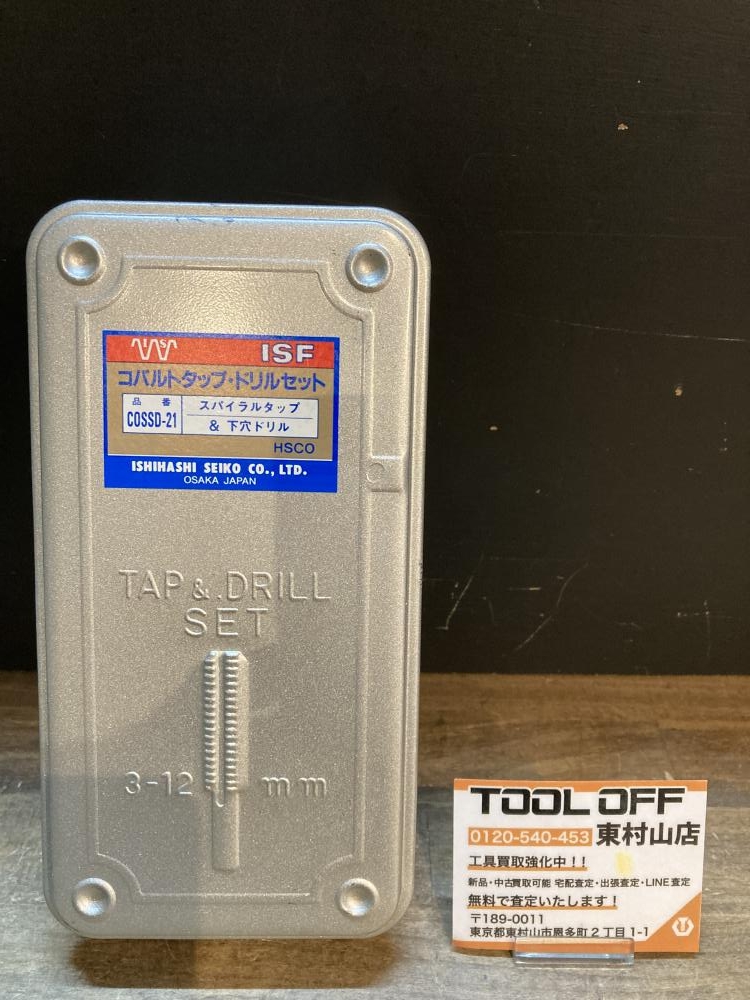 ISF
コバルトタップ・ドリルセット
品番
COSSD-21
スパイラルタップ
& 下穴ドリル
HSCO
ISHIHASHI SEIKO CO., LTD.
OSAKA JAPAN
TAP & DRILL
SET
3-12 mm
TOOL OFF
0120-540-453 東村山店
工具買取強化中！！
新品・中古買取可能 宅配査定・出張査定・LINE査定
無料で査定いたします！
〒189-0011
東京都東村山市恩多町2丁目1-1